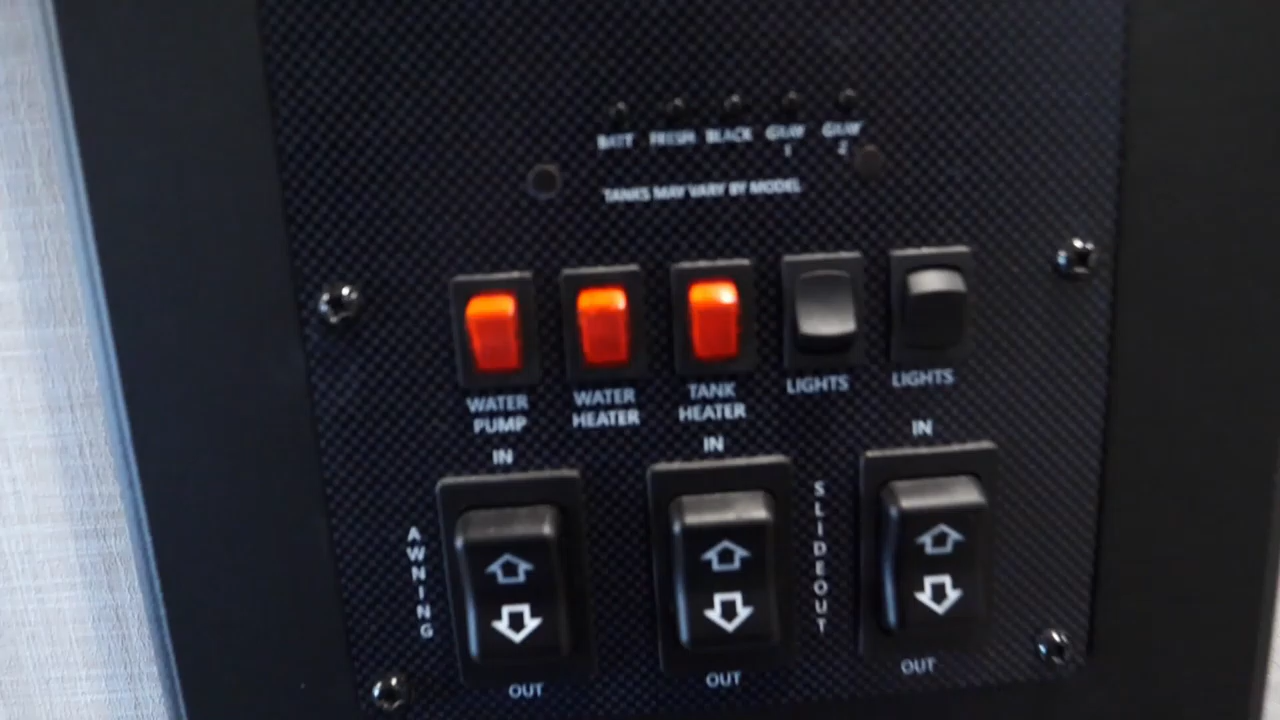 BATT FRESH BLACK GRAY 1 GRAY 2
TANKS MAY VARY BY MODEL
WATER PUMP
WATER HEATER
TANK HEATER
LIGHTS
LIGHTS
IN
IN
IN
AWNING
SLIDEOUT
OUT
OUT
OUT